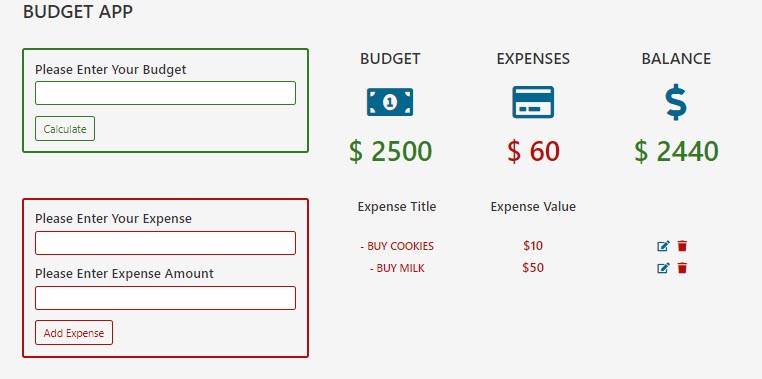 BUDGET APP
Please Enter Your Budget
Calculate
BUDGET EXPENSES BALANCE
1
$
$ 2500 $ 60 $ 2440
Please Enter Your Expense
Please Enter Expense Amount
Add Expense
Expense Title Expense Value
- BUY COOKIES $10
- BUY MILK $50